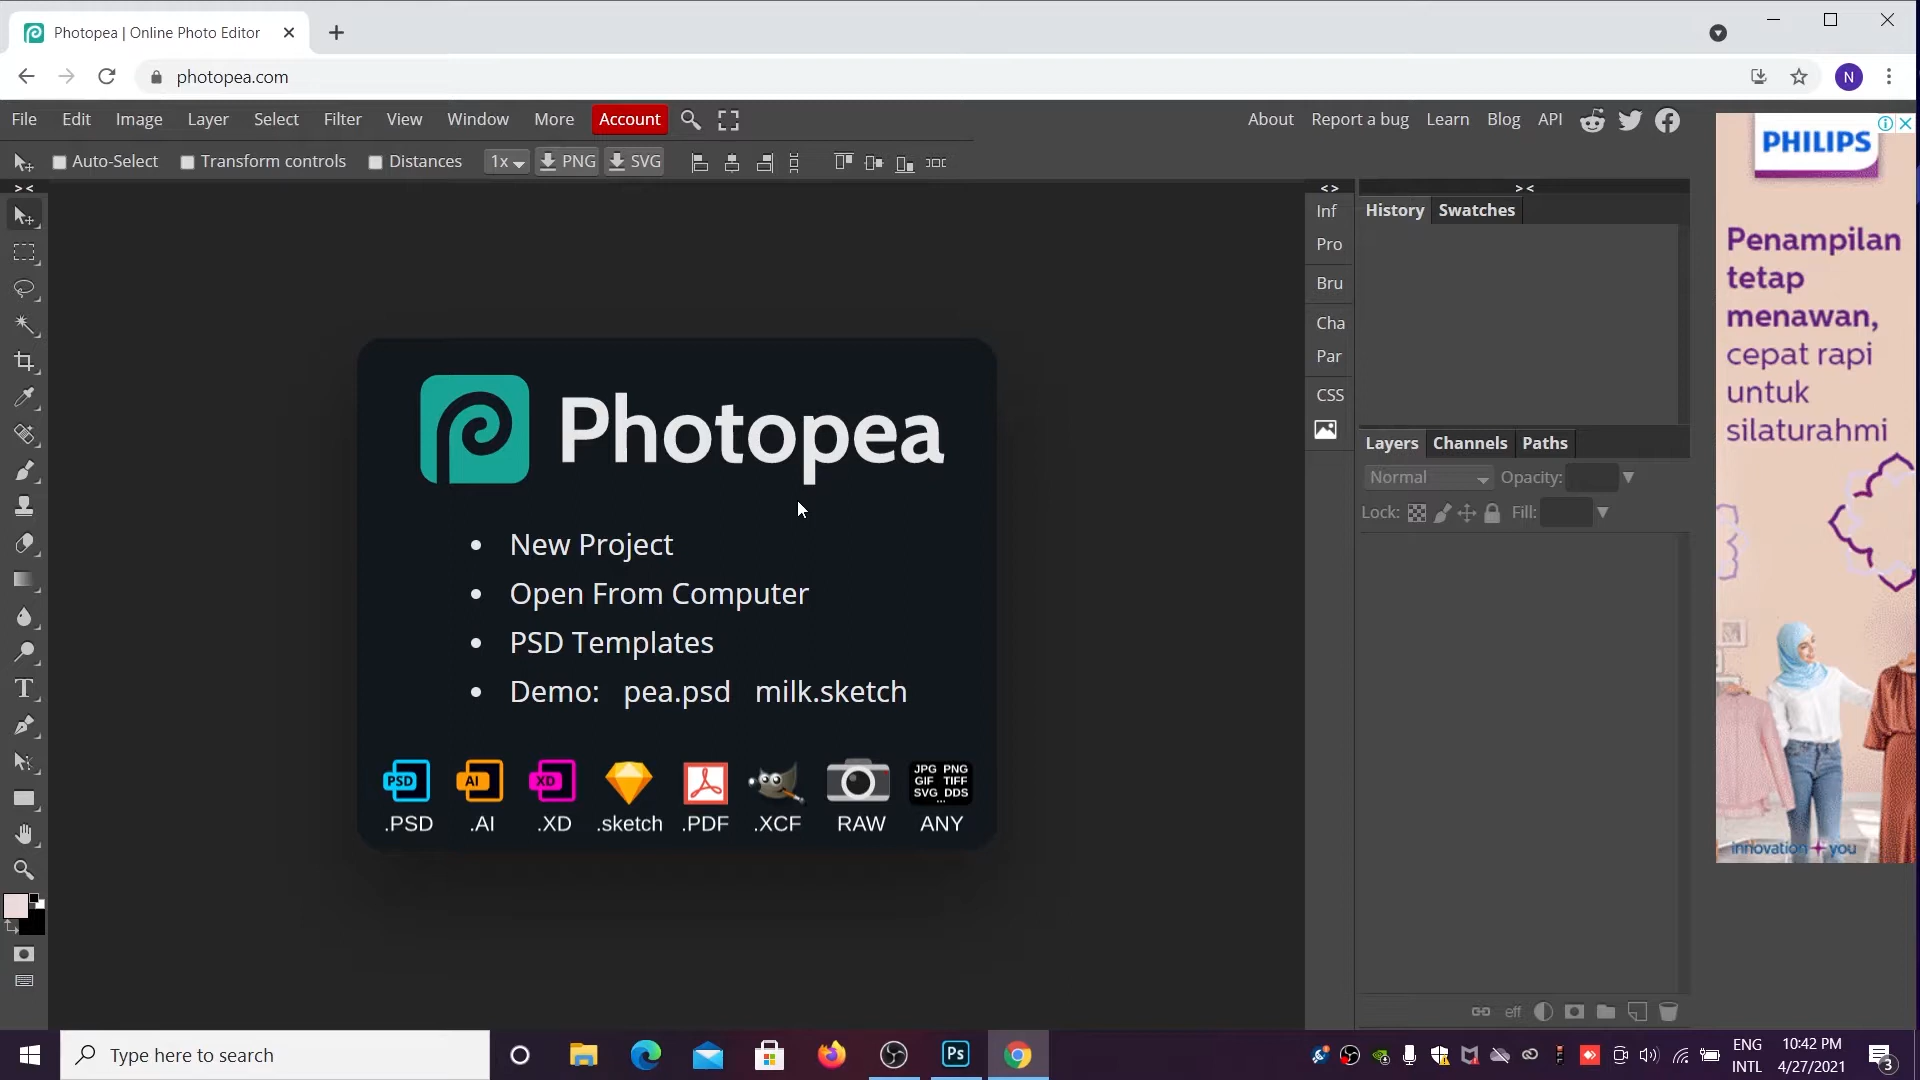 Photopea | Online Photo Editor
photopea.com
File Edit Image Layer Select Filter View Window More Account
About Report a bug Learn Blog API
Auto-Select Transform controls Distances 1x PNG SVG
> <
< >
> <
Inf
Pro
Bru
Cha
Par
CSS
History Swatches
Layers Channels Paths
Normal Opacity:
Lock: Fill:
eff
Photopea
• New Project
• Open From Computer
• PSD Templates
• Demo: pea.psd milk.sketch
PSD AI XD JPG PNG
GIF TIFF
SVG DDS
...
.PSD .AI .XD .sketch .PDF .XCF RAW ANY
PHILIPS
Penampilan
tetap
menawan,
cepat rapi
untuk
silaturahmi
innovation + you
N
T
Type here to search
Ps
ENG
INTL
10:42 PM
4/27/2021
3